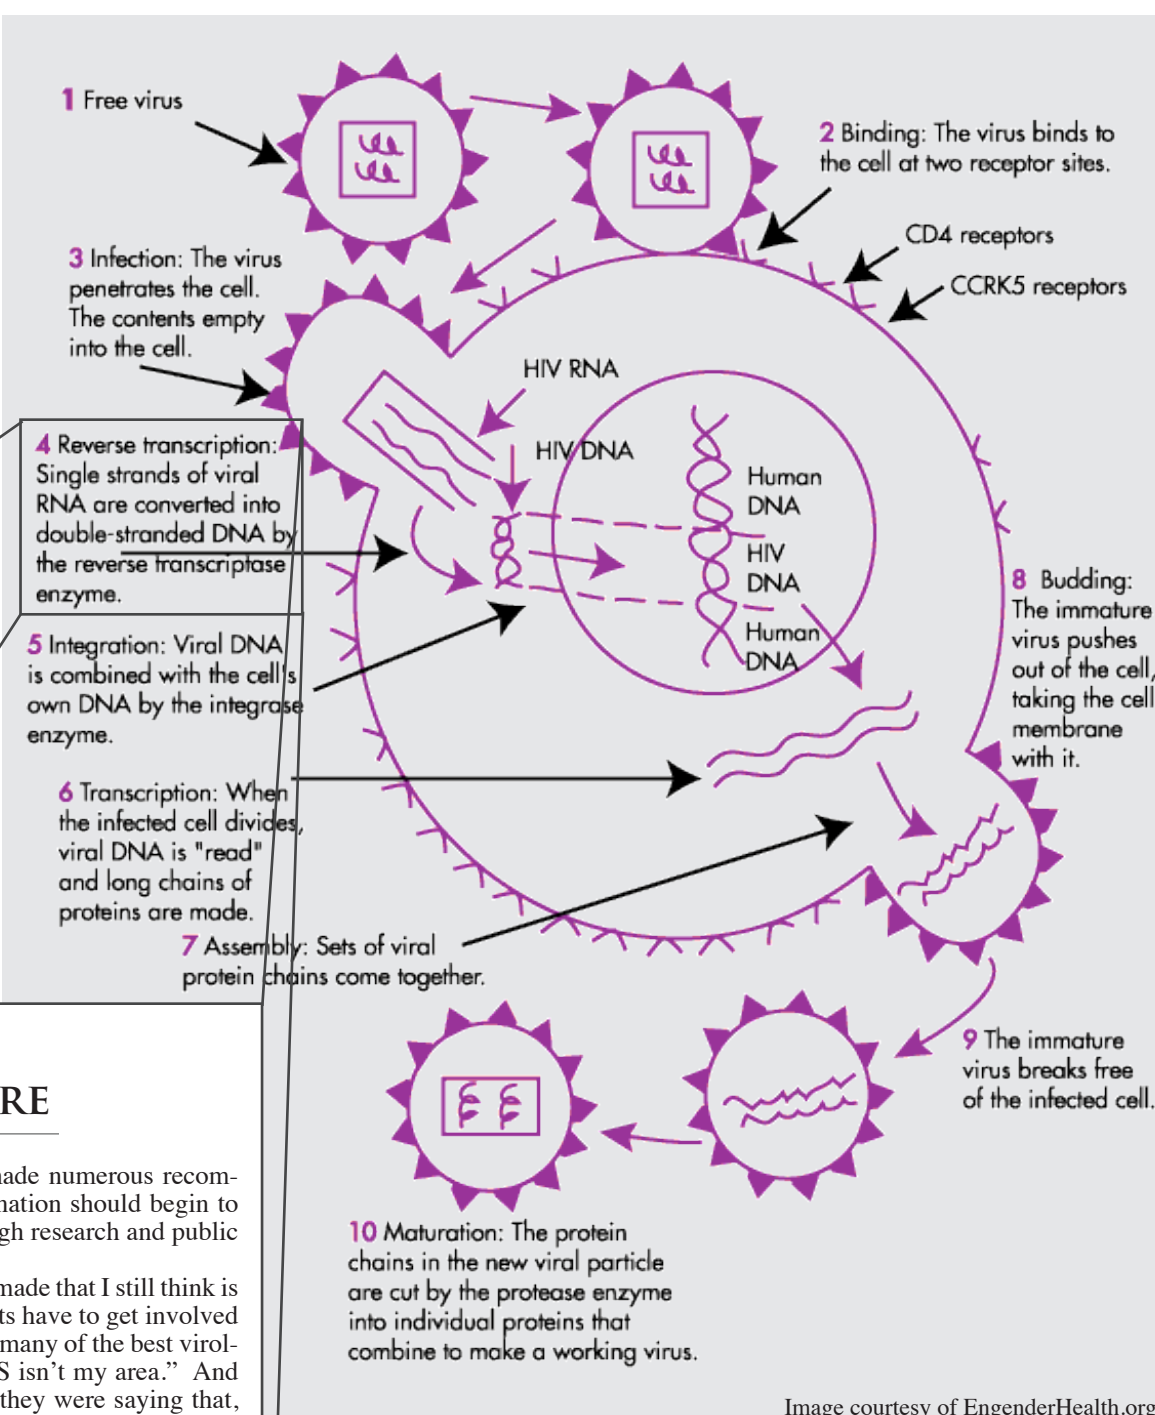 1 Free virus
2 Binding: The virus binds to
the cell at two receptor sites.
CD4 receptors
CCRK5 receptors
3 Infection: The virus
penetrates the cell.
The contents empty
into the cell.
HIV RNA
HIV DNA
Human
DNA
HIV
DNA
Human
DNA
4 Reverse transcription:
Single strands of viral
RNA are converted into
double-stranded DNA by
the reverse transcriptase
enzyme.
5 Integration: Viral DNA
is combined with the cell's
own DNA by the integrase
enzyme.
6 Transcription: When
the infected cell divides,
viral DNA is "read"
and long chains of
proteins are made.
7 Assembly: Sets of viral
protein chains come together.
8 Budding:
The immature
virus pushes
out of the cell,
taking the cell
membrane
with it.
9 The immature
virus breaks free
of the infected cell.
10 Maturation: The protein
chains in the new viral particle
are cut by the protease enzyme
into individual proteins that
combine to make a working virus.
RE
made numerous recom-
nation should begin to
gh research and public
made that I still think is
ts have to get involved
many of the best virol-
S isn't my area.” And
they were saying that,
Image courtesy of EngenderHealth.org